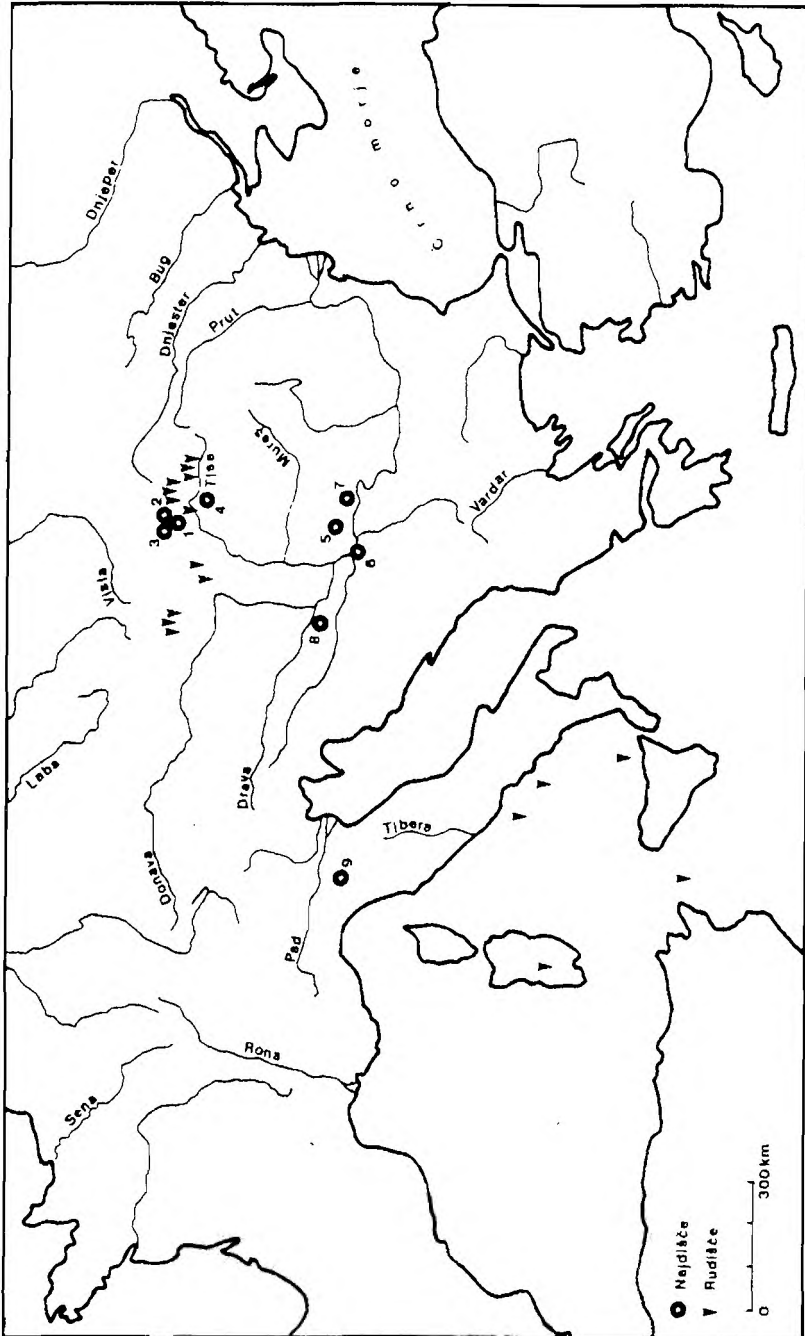 Dnjeper
Bug
Dnjester
Prut
Črno morje
Visla
Laba
Tisa
Mureş
3
2
1
4
5
7
6
8
Vardar
Donava
Drava
Sena
Rona
Pad
9
Tibera
Najdišče
Rudišče
0 300km